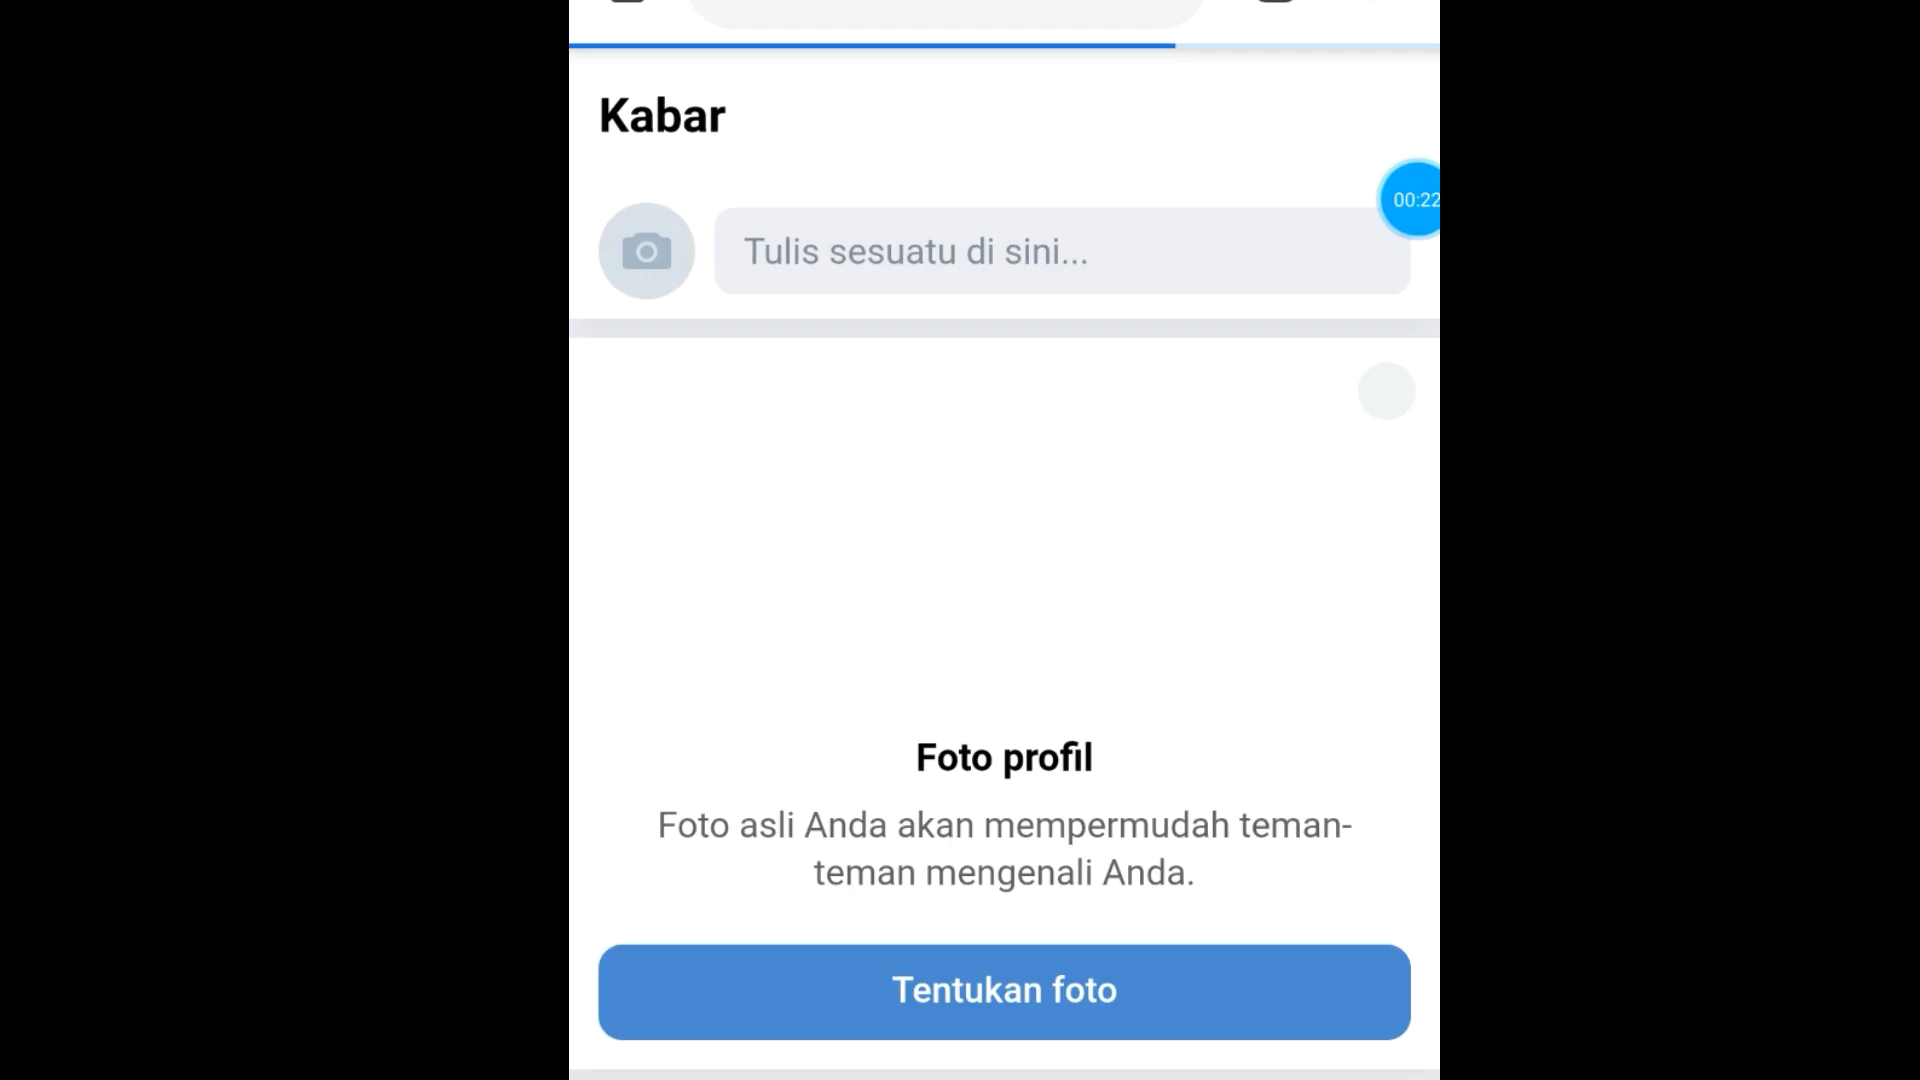 Kabar
00:22
Tulis sesuatu di sini...
Foto profil
Foto asli Anda akan mempermudah teman-
teman mengenali Anda.
Tentukan foto